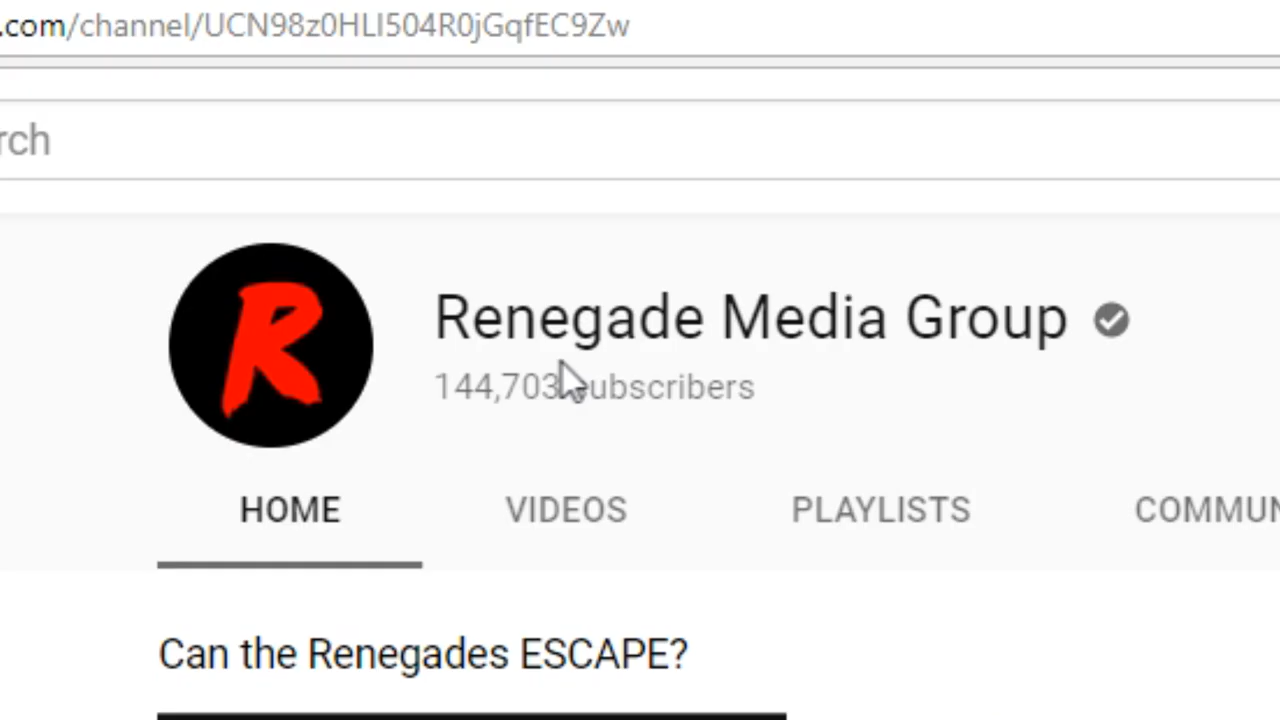 .com/channel/UCN98z0HLI504R0jGqfEC9Zw
rch
R
Renegade Media Group
144,703 subscribers
HOME VIDEOS PLAYLISTS COMMUN
Can the Renegades ESCAPE?